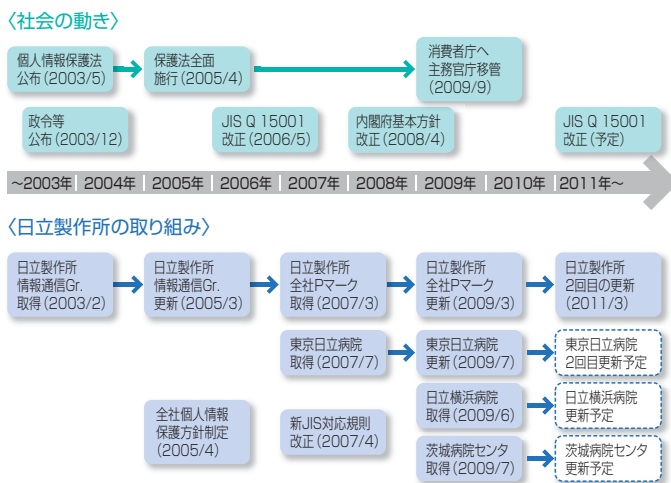 〈社会の動き〉
個人情報保護法
公布（2003/5）
保護法全面
施行（2005/4）
消費者庁へ
主務官庁移管
（2009/9）
政令等
公布（2003/12）
JIS Q 15001
改正（2006/5）
内閣府基本方針
改正（2008/4）
JIS Q 15001
改正（予定）
～2003年 2004年 2005年 2006年 2007年 2008年 2009年 2010年 2011年～
〈日立製作所の取り組み〉
日立製作所
情報通信Gr.
取得（2003/2）
日立製作所
情報通信Gr.
更新（2005/3）
日立製作所
全社Pマーク
取得（2007/3）
日立製作所
全社Pマーク
更新（2009/3）
日立製作所
2回目の更新
（2011/3）
東京日立病院
取得（2007/7）
東京日立病院
更新（2009/7）
東京日立病院
2回目更新予定
全社個人情報
保護方針制定
（2005/4）
新JIS対応規則
改正（2007/4）
日立横浜病院
取得（2009/6）
日立横浜病院
更新予定
茨城病院センタ
取得（2009/7）
茨城病院センタ
更新予定